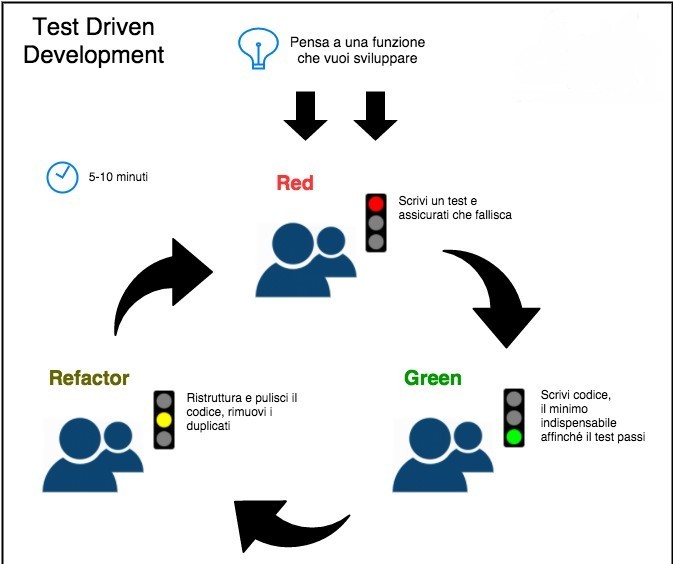 Test Driven
Development
Pensa a una funzione
che vuoi sviluppare
5-10 minuti
Red
Scrivi un test e
assicurati che fallisca
Refactor
Ristruttura e pulisci il
codice, rimuovi i
duplicati
Green
Scrivi codice,
il minimo
indispensabile
affinché il test passi